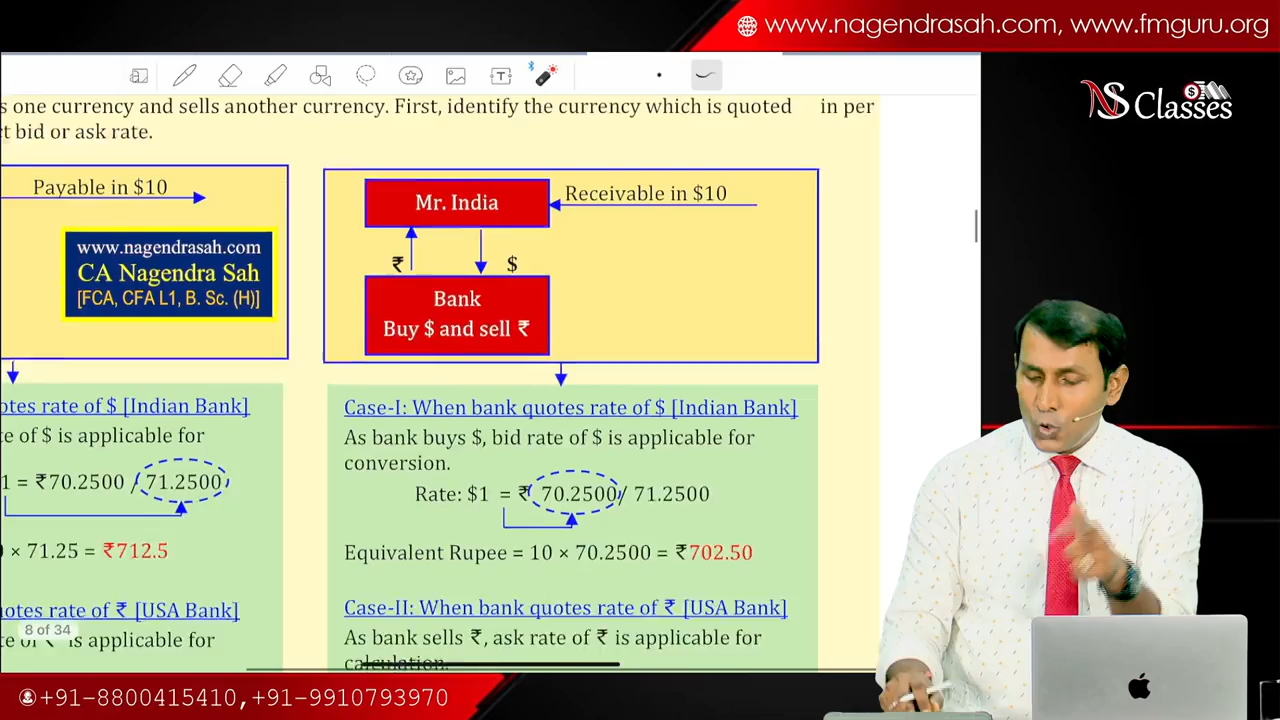 www.nagendrasah.com, www.fmguru.org
NS Classes
s one currency and sells another currency. First, identify the currency which is quoted in per
ct bid or ask rate.
Payable in $10
www.nagendrasah.com
CA Nagendra Sah
[FCA, CFA L1, B. Sc. (H)]
Mr. India
Receivable in $10
₹ $
Bank
Buy $ and sell ₹
otes rate of $ [Indian Bank]
te of $ is applicable for
1 = ₹70.2500 / 71.2500
0 × 71.25 = ₹712.5
uotes rate of ₹ [USA Bank]
te of ₹ is applicable for
8 of 34
Case-I: When bank quotes rate of $ [Indian Bank]
As bank buys $, bid rate of $ is applicable for
conversion.
Rate: $1 = ₹ 70.2500/ 71.2500
Equivalent Rupee = 10 × 70.2500 = ₹702.50
Case-II: When bank quotes rate of ₹ [USA Bank]
As bank sells ₹, ask rate of ₹ is applicable for
calculation.
+91-8800415410,+91-9910793970